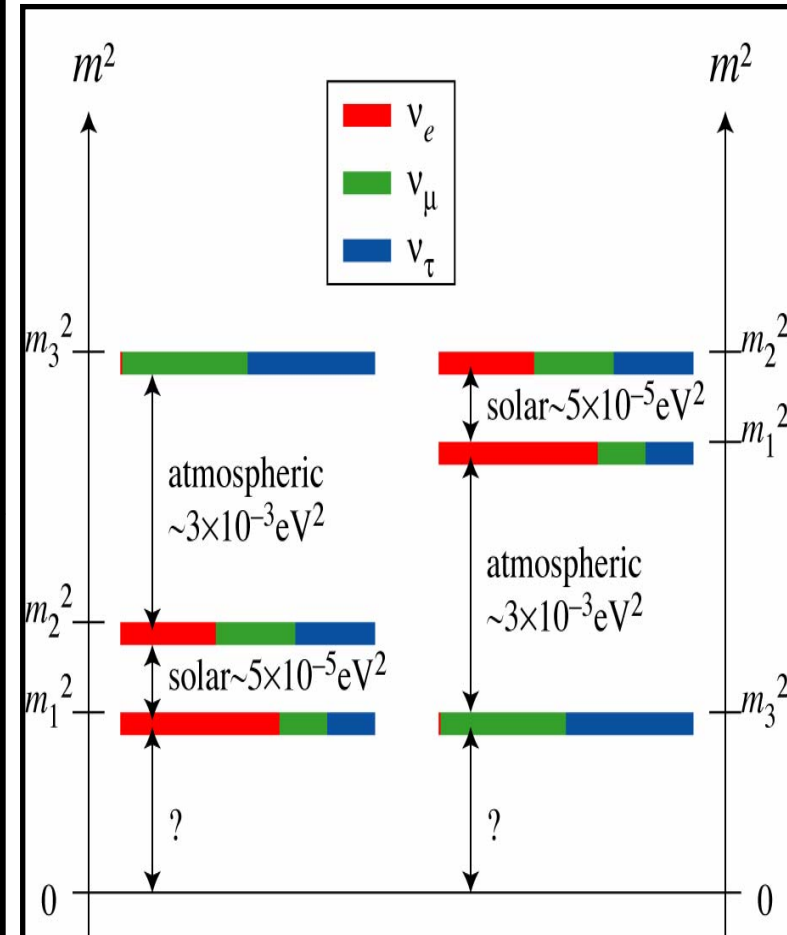 m²
m²
νe
νμ
ντ
m₃²
m₂²
solar~5×10⁻⁵eV²
m₁²
atmospheric
~3×10⁻³eV²
atmospheric
~3×10⁻³eV²
m₂²
solar~5×10⁻⁵eV²
m₁²
m₃²
?
?
0
0